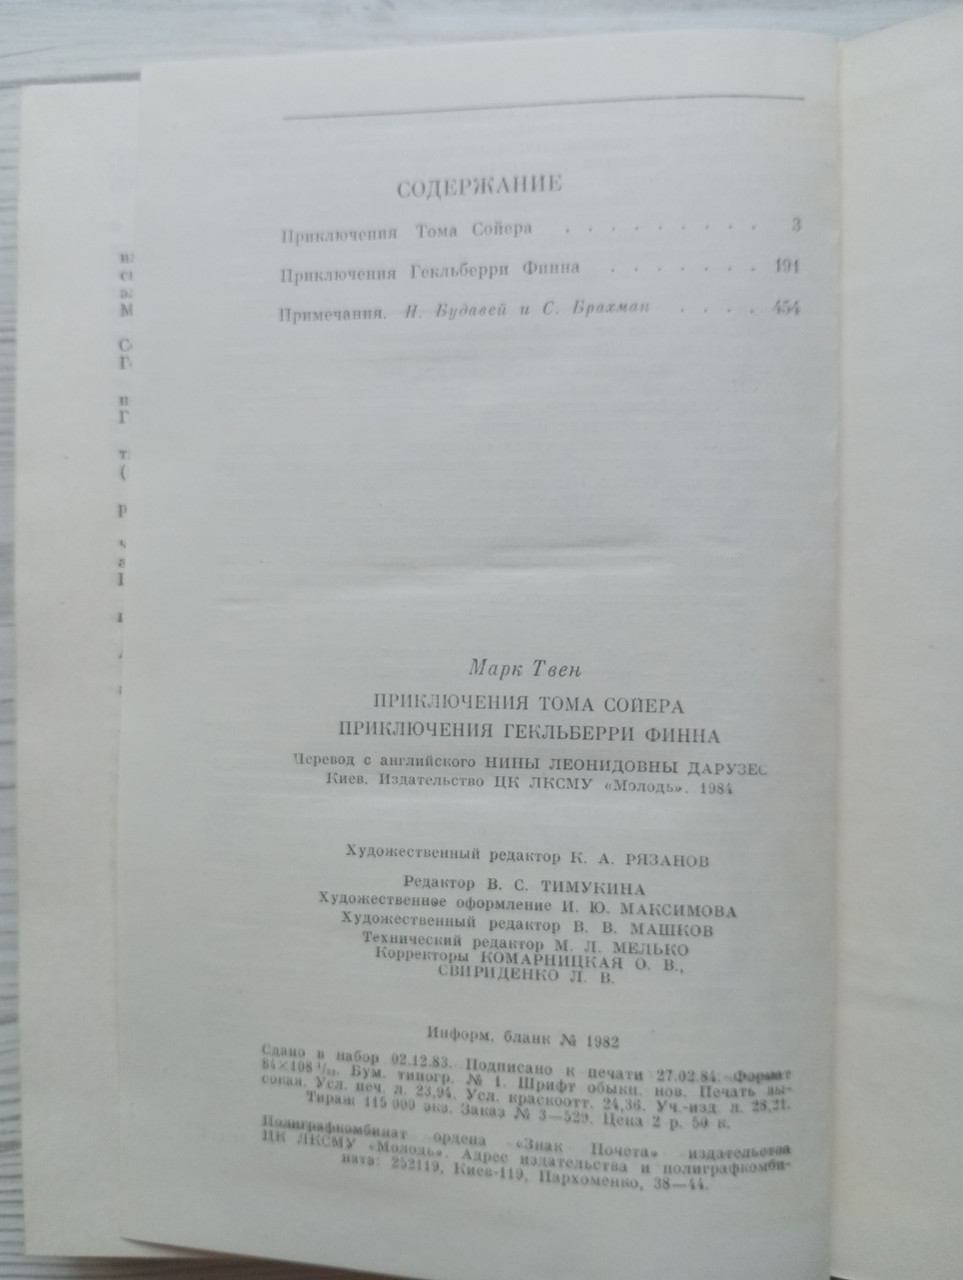 СОДЕРЖАНИЕ
Приключения Тома Сойера . . . . . . . . . 3
Приключения Гекльберри Финна . . . . . . . 191
Примечания. И. Будавей и С. Брахман . . . . 454
Марк Твен
ПРИКЛЮЧЕНИЯ ТОМА СОЙЕРА
ПРИКЛЮЧЕНИЯ ГЕКЛЬБЕРРИ ФИННА
Перевод с английского НИНЫ ЛЕОНИДОВНЫ ДАРУЗЕС
Киев. Издательство ЦК ЛКСМУ «Молодь». 1984
Художественный редактор К. А. РЯЗАНОВ
Редактор В. С. ТИМУКИНА
Художественное оформление И. Ю. МАКСИМОВА
Художественный редактор В. В. МАШКОВ
Технический редактор М. Л. МЕЛЬКО
Корректоры КОМАРНИЦКАЯ О. В.,
СВИРИДЕНКО Л. В.
Информ, бланк № 1982
Сдано в набор 02.12.83. Подписано к печати 27.02.84. Формат
84×108 1/32. Бум. типогр. № 1. Шрифт обыкн. нов. Печать вы-
сокая. Усл. печ. л. 23,94. Усл. краскоотт. 24,36. Уч.-изд л. 28,21.
Тираж 115 000 экз. Заказ № 3—529. Цена 2 р. 50 к.
Полиграфкомбинат ордена «Знак Почета» издательства
ЦК ЛКСМУ «Молодь». Адрес издательства и полиграфкомби-
ната: 252119, Киев-119, Пархоменко, 38—44.